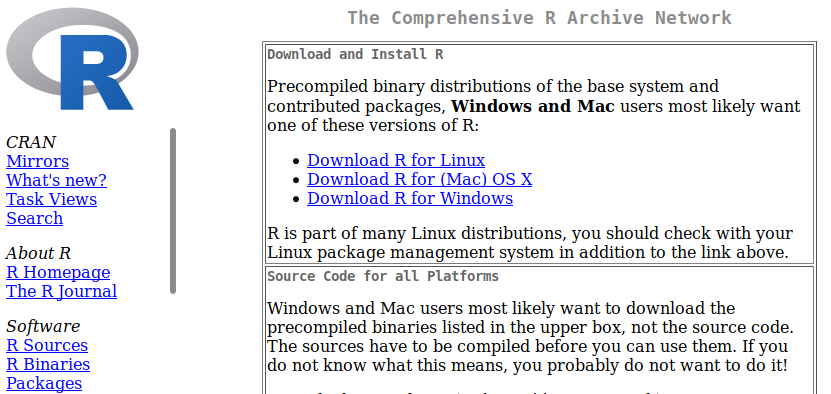 R
CRAN
Mirrors
What's new?
Task Views
Search
About R
R Homepage
The R Journal
Software
R Sources
R Binaries
Packages
The Comprehensive R Archive Network
Download and Install R
Precompiled binary distributions of the base system and
contributed packages, Windows and Mac users most likely want
one of these versions of R:
Download R for Linux
Download R for (Mac) OS X
Download R for Windows
R is part of many Linux distributions, you should check with your
Linux package management system in addition to the link above.
Source Code for all Platforms
Windows and Mac users most likely want to download the
precompiled binaries listed in the upper box, not the source code.
The sources have to be compiled before you can use them. If you
do not know what this means, you probably do not want to do it!